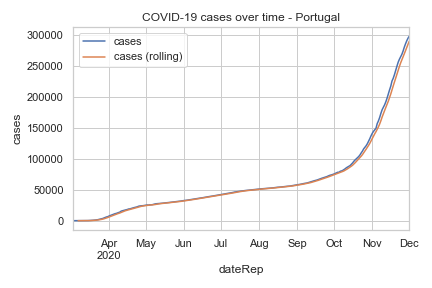 COVID-19 cases over time - Portugal
cases
cases (rolling)
300000
250000
200000
150000
100000
50000
0
cases
Apr May Jun Jul Aug Sep Oct Nov Dec
2020
dateRep